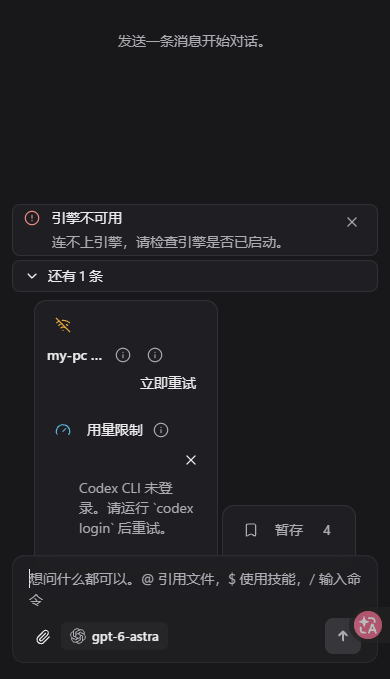 发送一条消息开始对话。
引擎不可用
连不上引擎，请检查引擎是否已启动。
还有 1 条
my-pc ...
立即重试
用量限制
Codex CLI 未登
录。请运行 `codex
login` 后重试。
暂存 4
想问什么都可以。@ 引用文件，$ 使用技能，/ 输入命
令
gpt-6-astra